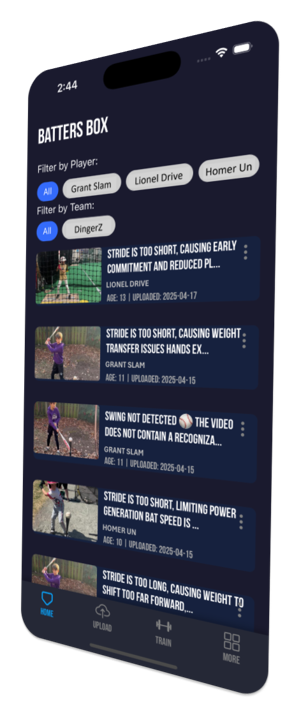 2:44
BATTERS BOX
Filter by Player:
All Grant Slam Lionel Drive Homer Un
Filter by Team:
All DingerZ
STRIDE IS TOO SHORT, CAUSING EARLY
COMMITMENT AND REDUCED PL...
LIONEL DRIVE
AGE: 13 | UPLOADED: 2025-04-17
STRIDE IS TOO SHORT, CAUSING WEIGHT
TRANSFER ISSUES HANDS EX...
GRANT SLAM
AGE: 11 | UPLOADED: 2025-04-15
SWING NOT DETECTED ⚾ THE VIDEO
DOES NOT CONTAIN A RECOGNIZA...
GRANT SLAM
AGE: 11 | UPLOADED: 2025-04-15
STRIDE IS TOO SHORT, LIMITING POWER
GENERATION BAT SPEED IS ...
HOMER UN
AGE: 10 | UPLOADED: 2025-04-15
STRIDE IS TOO LONG, CAUSING WEIGHT TO
SHIFT TOO FAR FORWARD,...
HOME UPLOAD TRAIN MORE